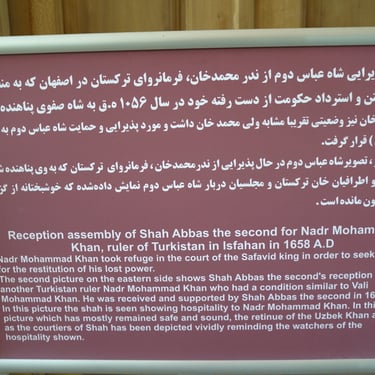 پذیرایی شاه عباس دوم از ندر محمدخان، فرمانروای ترکستان در اصفهان که به
و استرداد حکومت از دست رفته خود در سال ۱۰۵۶ ه.ق به شاه صفوی پناهنده
خان نیز وضعیتی تقریبا مشابه ولی محمد خان داشت و مورد پذیرایی و حمایت شاه عباس دوم به
) قرار گرفت.
، تصویر شاه عباس دوم در حال پذیرایی از ندرمحمدخان، فرمانروای ترکستان که به وی پناهنده
و اطرافیان خان ترکستان و مجلسیان دربار شاه عباس دوم نمایش داده‌شده که خوشبختانه از
مانده است.
Reception assembly of Shah Abbas the second for Nadr Moham
Khan, ruler of Turkistan in Isfahan in 1658 A.D
Nadr Mohammad Khan took refuge in the court of the Safavid king in order to seek
for the restitution of his lost power.
The second picture on the eastern side shows Shah Abbas the second's reception
another Turkistan ruler Nadr Mohammad Khan who had a condition similar to Vali
Mohammad Khan. He was received and supported by Shah Abbas the second in 16
In this picture the shah is seen showing hospitality to Nadr Mohammad Khan. In thi
picture which has mostly remained safe and sound, the retinue of the Uzbek Khan a
as the courtiers of Shah has been depicted vividly reminding the watchers of the
hospitality shown.